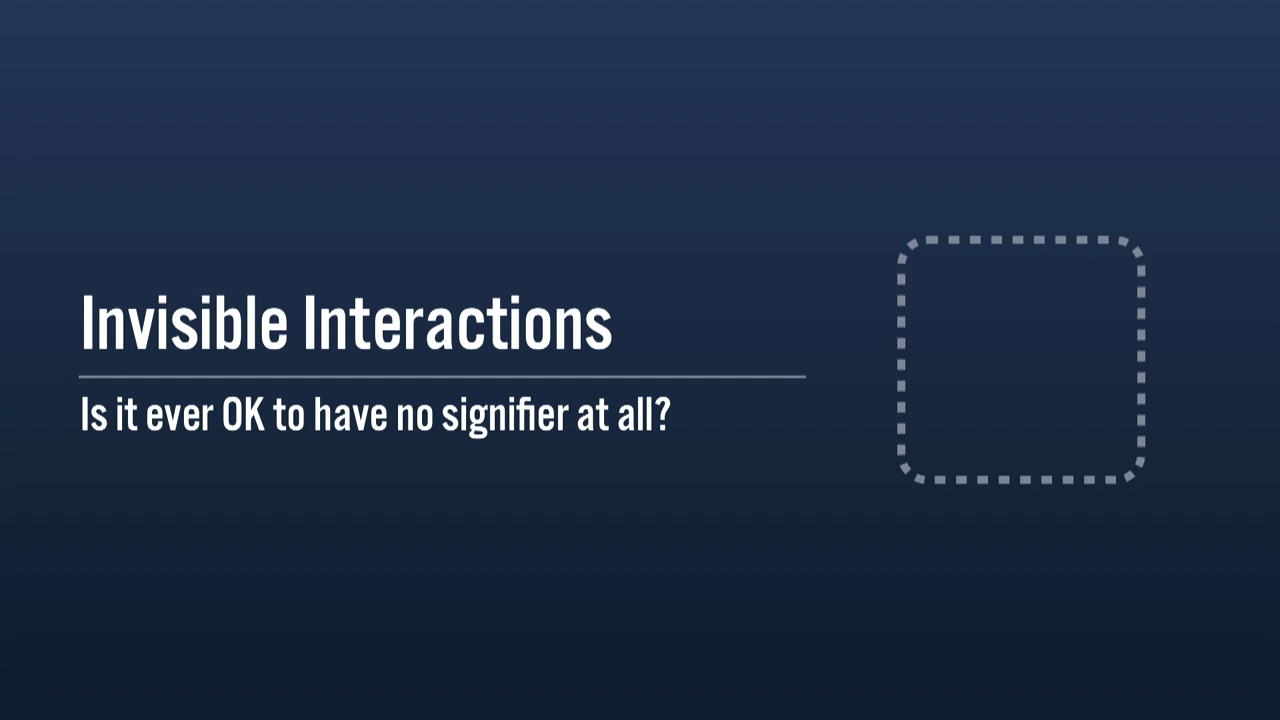 Invisible Interactions
Is it ever OK to have no signifier at all?